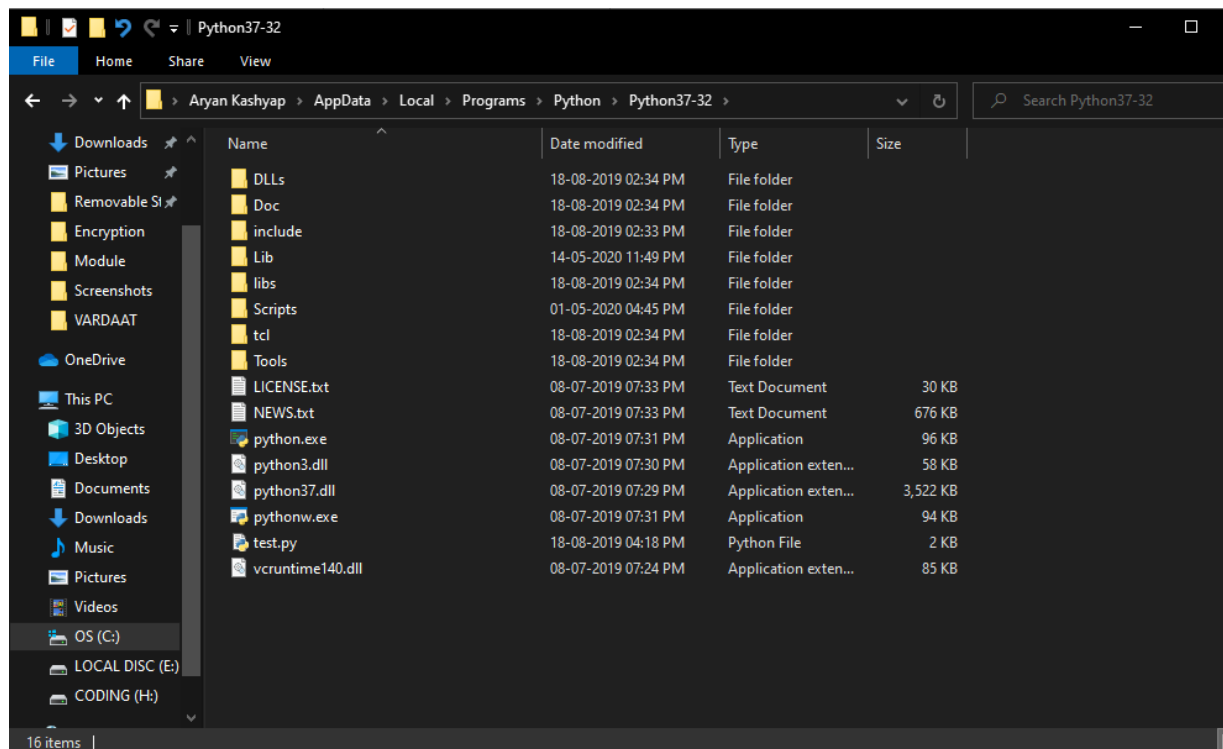 Python37-32
File Home Share View
Aryan Kashyap > AppData > Local > Programs > Python > Python37-32 >
Search Python37-32
Downloads
Pictures
Removable St
Encryption
Module
Screenshots
VARDAAT
OneDrive
This PC
3D Objects
Desktop
Documents
Downloads
Music
Pictures
Videos
OS (C:)
LOCAL DISC (E:)
CODING (H:)
Name Date modified Type Size
DLLs 18-08-2019 02:34 PM File folder
Doc 18-08-2019 02:34 PM File folder
include 18-08-2019 02:33 PM File folder
Lib 14-05-2020 11:49 PM File folder
libs 18-08-2019 02:34 PM File folder
Scripts 01-05-2020 04:45 PM File folder
tcl 18-08-2019 02:34 PM File folder
Tools 18-08-2019 02:34 PM File folder
LICENSE.txt 08-07-2019 07:33 PM Text Document 30 KB
NEWS.txt 08-07-2019 07:33 PM Text Document 676 KB
python.exe 08-07-2019 07:31 PM Application 96 KB
python3.dll 08-07-2019 07:30 PM Application exten... 58 KB
python37.dll 08-07-2019 07:29 PM Application exten... 3,522 KB
pythonw.exe 08-07-2019 07:31 PM Application 94 KB
test.py 18-08-2019 04:18 PM Python File 2 KB
vcruntime140.dll 08-07-2019 07:24 PM Application exten... 85 KB
16 items